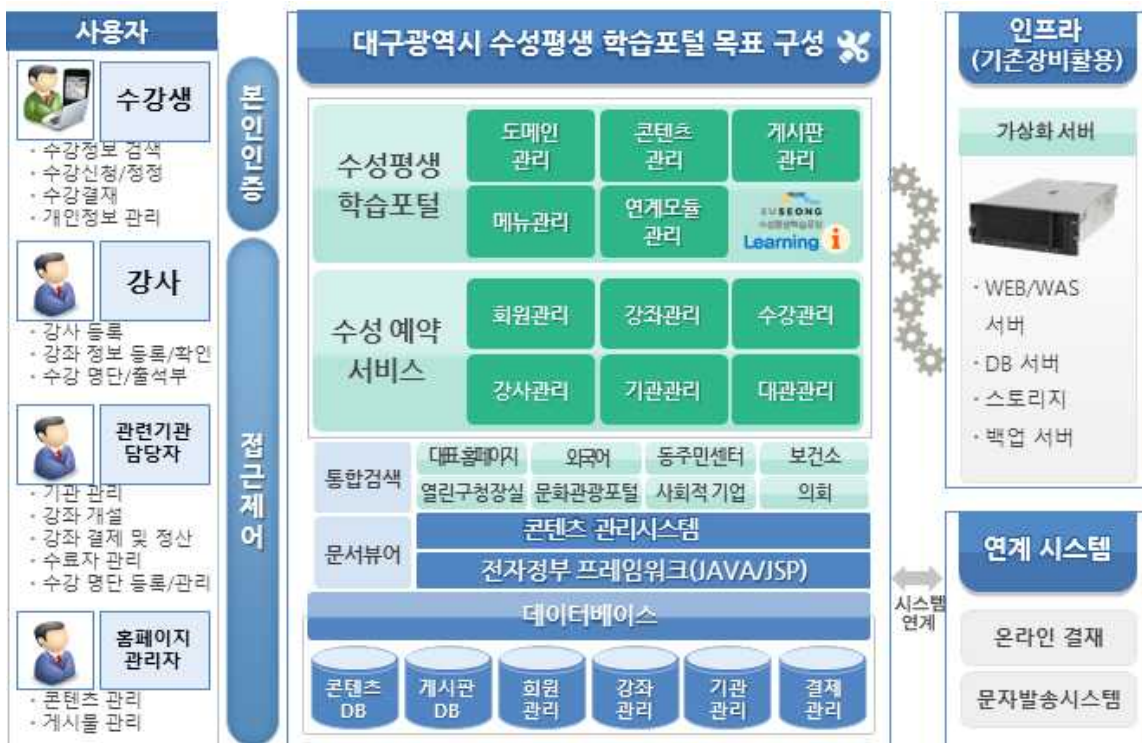 사용자
수강생
· 수강정보 검색
· 수강신청/정정
· 수강결재
· 개인정보 관리
강사
· 강사 등록
· 강좌 정보 등록/확인
· 수강 명단/출석부
관련기관
담당자
· 기관 관리
· 강좌 개설
· 강좌 결제 및 정산
· 수료자 관리
· 수강 명단 등록/관리
홈페이지
관리자
· 콘텐츠 관리
· 게시물 관리
본인인증
접근제어
대구광역시 수성평생 학습포털 목표 구성
수성평생
학습포털
도메인
관리
콘텐츠
관리
게시판
관리
메뉴관리
연계모듈
관리
SUSEONG
수성평생학습포털
Learning i
수성 예약
서비스
회원관리
강좌관리
수강관리
강사관리
기관관리
대관관리
통합검색
대표홈페이지
외국어
동주민센터
보건소
열린구청장실
문화관광포털
사회적 기업
의회
문서뷰어
콘텐츠 관리시스템
전자정부 프레임워크(JAVA/JSP)
데이터베이스
콘텐츠
DB
게시판
DB
회원
관리
강좌
관리
기관
관리
결제
관리
인프라
(기존장비활용)
가상화 서버
· WEB/WAS
서버
· DB 서버
· 스토리지
· 백업 서버
시스템
연계
연계 시스템
온라인 결재
문자발송시스템